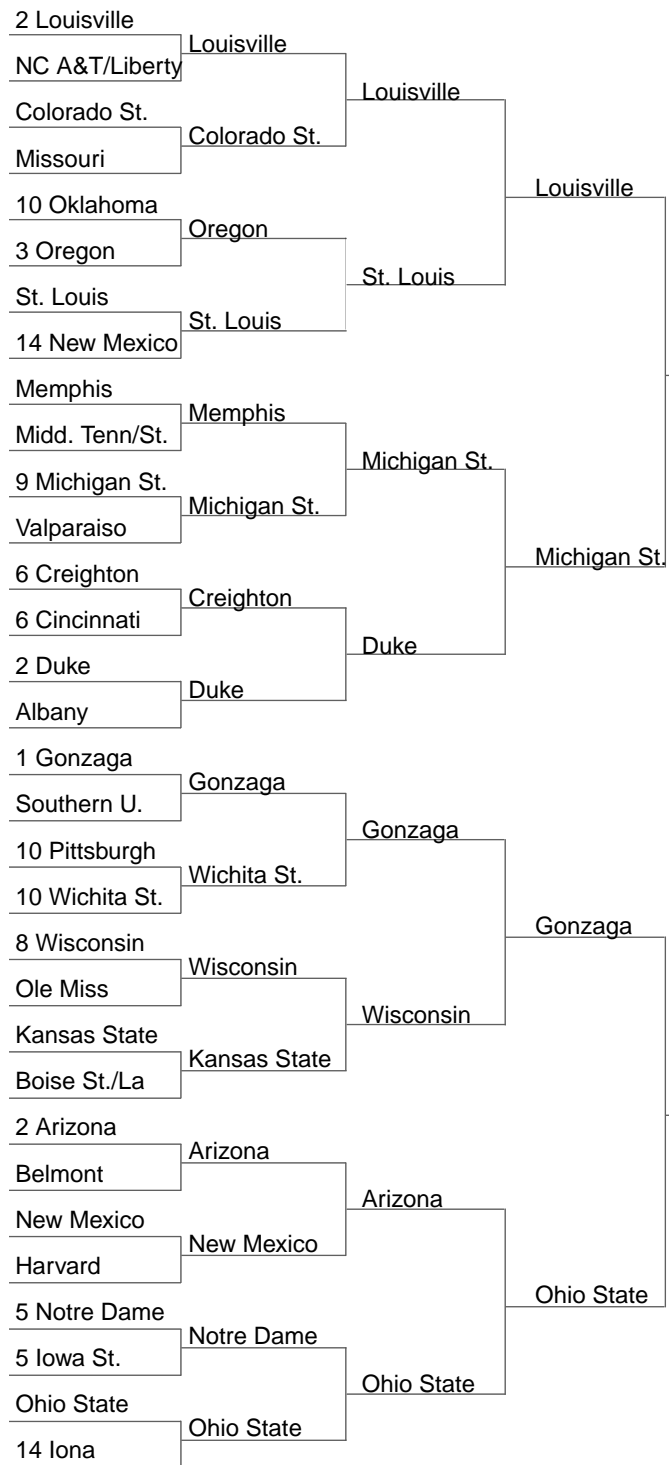 2 Louisville
NC A&T/Liberty
Colorado St.
Missouri
10 Oklahoma
3 Oregon
St. Louis
14 New Mexico
Memphis
Midd. Tenn/St.
9 Michigan St.
Valparaiso
6 Creighton
6 Cincinnati
2 Duke
Albany
1 Gonzaga
Southern U.
10 Pittsburgh
10 Wichita St.
8 Wisconsin
Ole Miss
Kansas State
Boise St./La
2 Arizona
Belmont
New Mexico
Harvard
5 Notre Dame
5 Iowa St.
Ohio State
14 Iona
Louisville
Colorado St.
Oregon
St. Louis
Memphis
Michigan St.
Creighton
Duke
Gonzaga
Wichita St.
Wisconsin
Kansas State
Arizona
New Mexico
Notre Dame
Ohio State
Louisville
St. Louis
Michigan St.
Duke
Gonzaga
Wisconsin
Arizona
Ohio State
Louisville
Michigan St.
Gonzaga
Ohio State